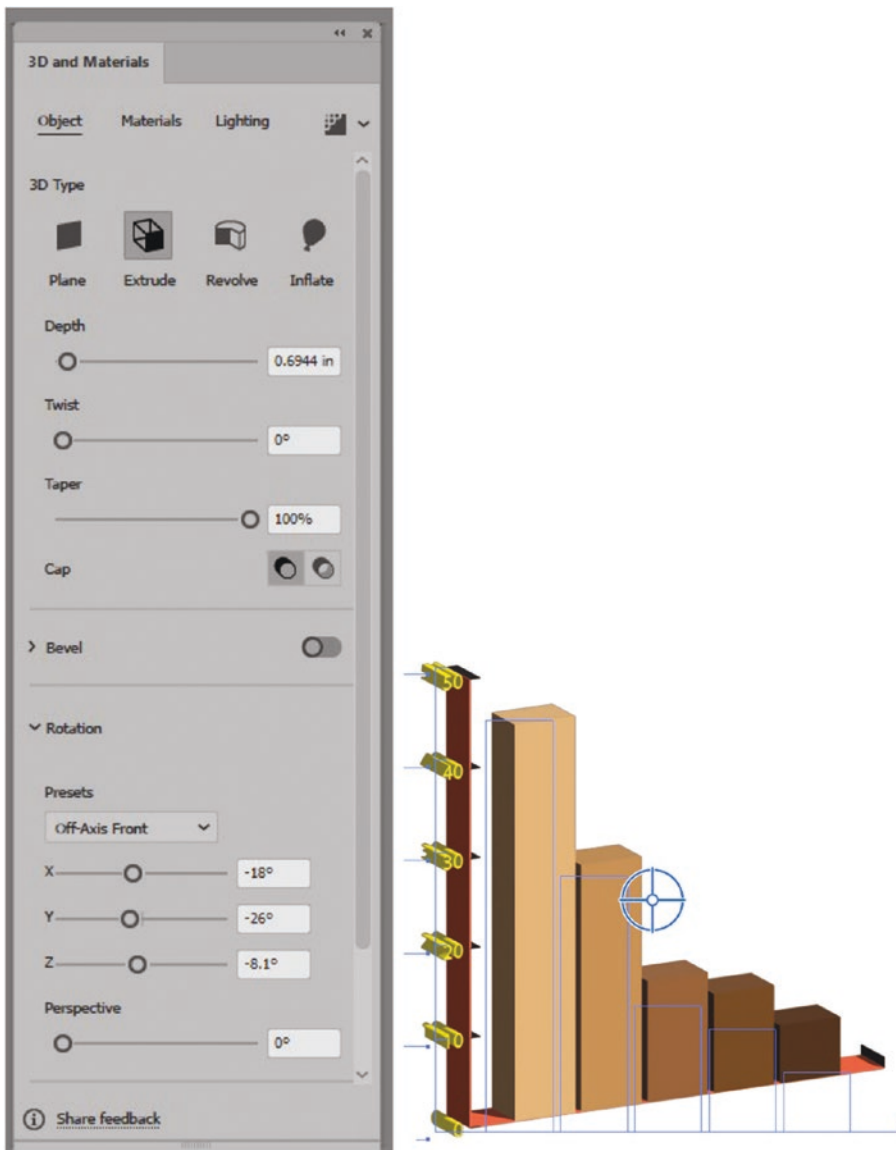 3D and Materials
Object Materials Lighting
3D Type
Plane Extrude Revolve Inflate
Depth
0.6944 in
Twist
0°
Taper
100%
Cap
Bevel
Rotation
Presets
Off-Axis Front
X -18°
Y -26°
Z -8.1°
Perspective
0°
Share feedback
50
40
30
20
10
0